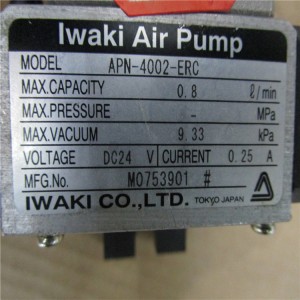 Iwaki Air Pump
MODEL APN-4002-ERC
MAX.CAPACITY 0.8 ℓ/min
MAX.PRESSURE – MPa
MAX.VACUUM 9.33 kPa
VOLTAGE DC24 V CURRENT 0.25 A
MFG.No. M0753901 #
IWAKI CO.,LTD. TOKYO JAPAN